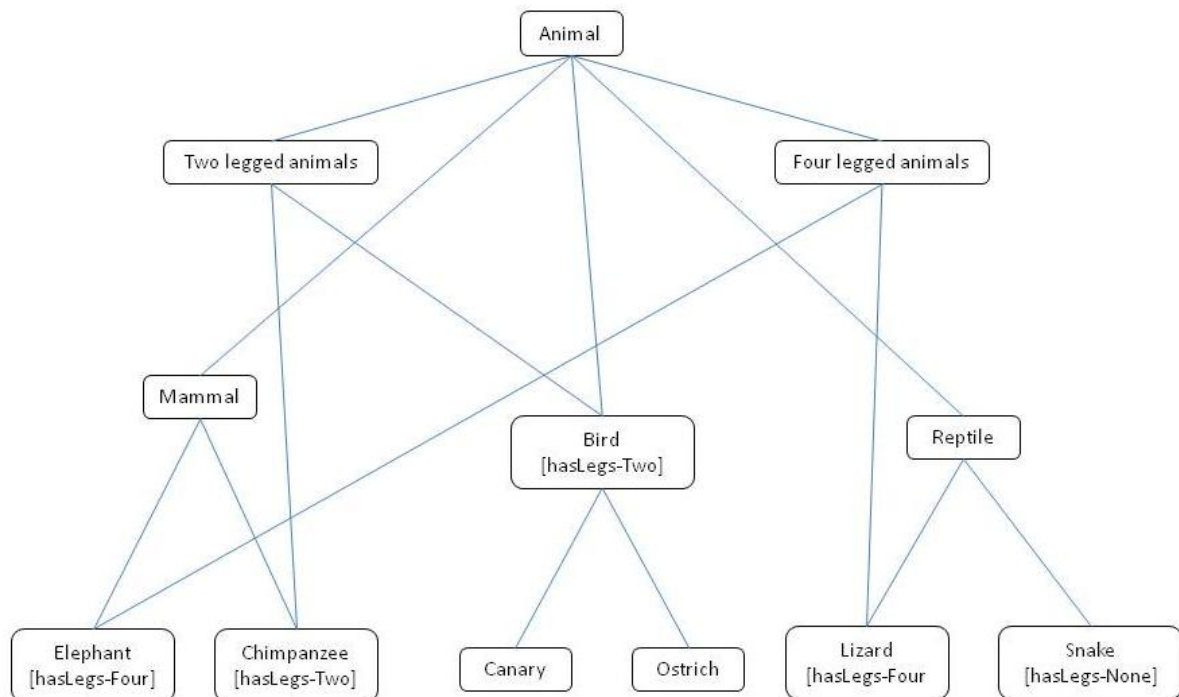 Animal
Two legged animals
Four legged animals
Mammal
Bird
[hasLegs-Two]
Reptile
Elephant
[hasLegs-Four]
Chimpanzee
[hasLegs-Two]
Canary
Ostrich
Lizard
[hasLegs-Four
Snake
[hasLegs-None]